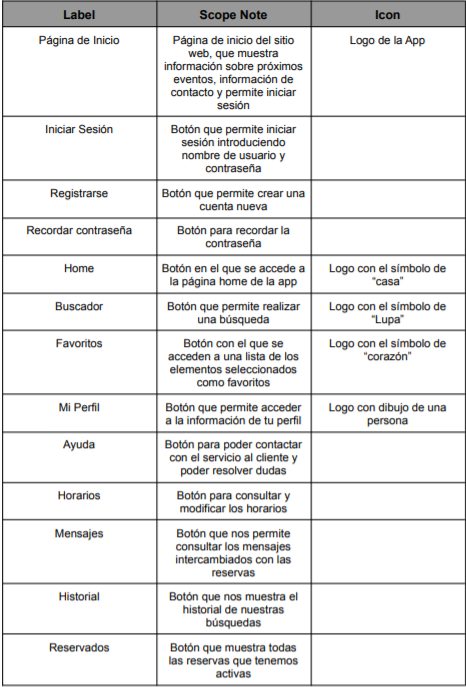 Label Scope Note Icon
Página de Inicio
Página de inicio del sitio
web, que muestra
información sobre próximos
eventos, información de
contacto y permite iniciar
sesión
Logo de la App
Iniciar Sesión
Botón que permite iniciar
sesión introduciendo
nombre de usuario y
contraseña
Registrarse
Botón que permite crear una
cuenta nueva
Recordar contraseña
Botón para recordar la
contraseña
Home
Botón en el que se accede a
la página home de la app
Logo con el símbolo de
“casa”
Buscador
Botón que permite realizar
una búsqueda
Logo con el símbolo de
“Lupa”
Favoritos
Botón con el que se
acceden a una lista de los
elementos seleccionados
como favoritos
Logo con el símbolo de
“corazón”
Mi Perfil
Botón que permite acceder
a la información de tu perfil
Logo con dibujo de una
persona
Ayuda
Botón para poder contactar
con el servicio al cliente y
poder resolver dudas
Horarios
Botón para consultar y
modificar los horarios
Mensajes
Botón que nos permite
consultar los mensajes
intercambiados con las
reservas
Historial
Botón que nos muestra el
historial de nuestras
búsquedas
Reservados
Botón que muestra todas
las reservas que tenemos
activas